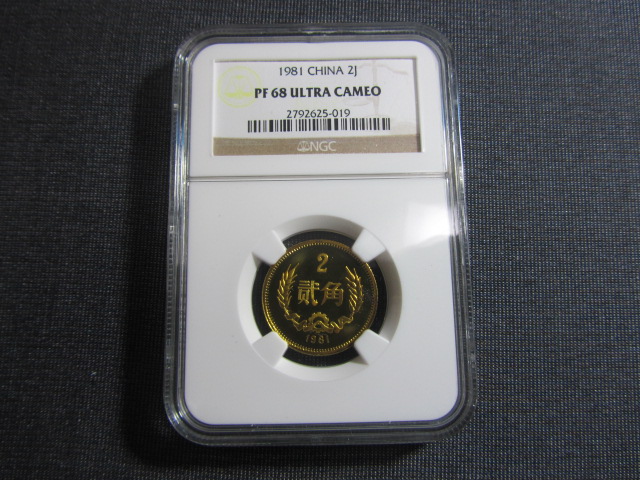 1981 CHINA 2J
PF 68 ULTRA CAMEO
2792625-019
NGC
2
贰角
1981